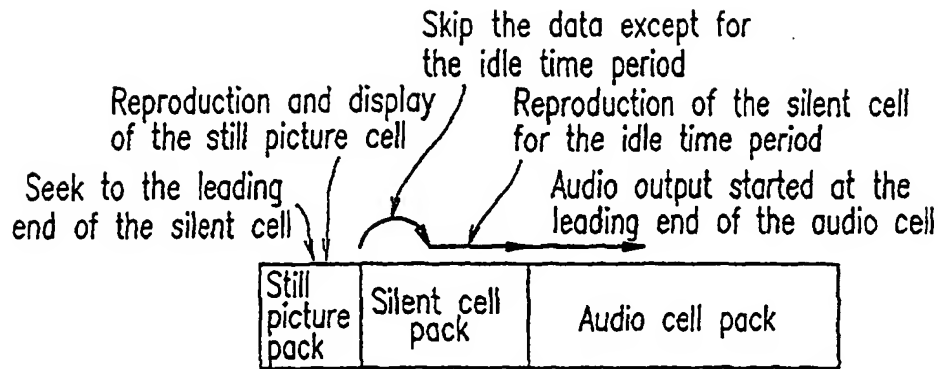 Skip the data except for
the idle time period
Reproduction and display
of the still picture cell
Reproduction of the silent cell
for the idle time period
Seek to the leading
end of the silent cell
Audio output started at the
leading end of the audio cell
Still
picture
pack
Silent cell
pack
Audio cell pack